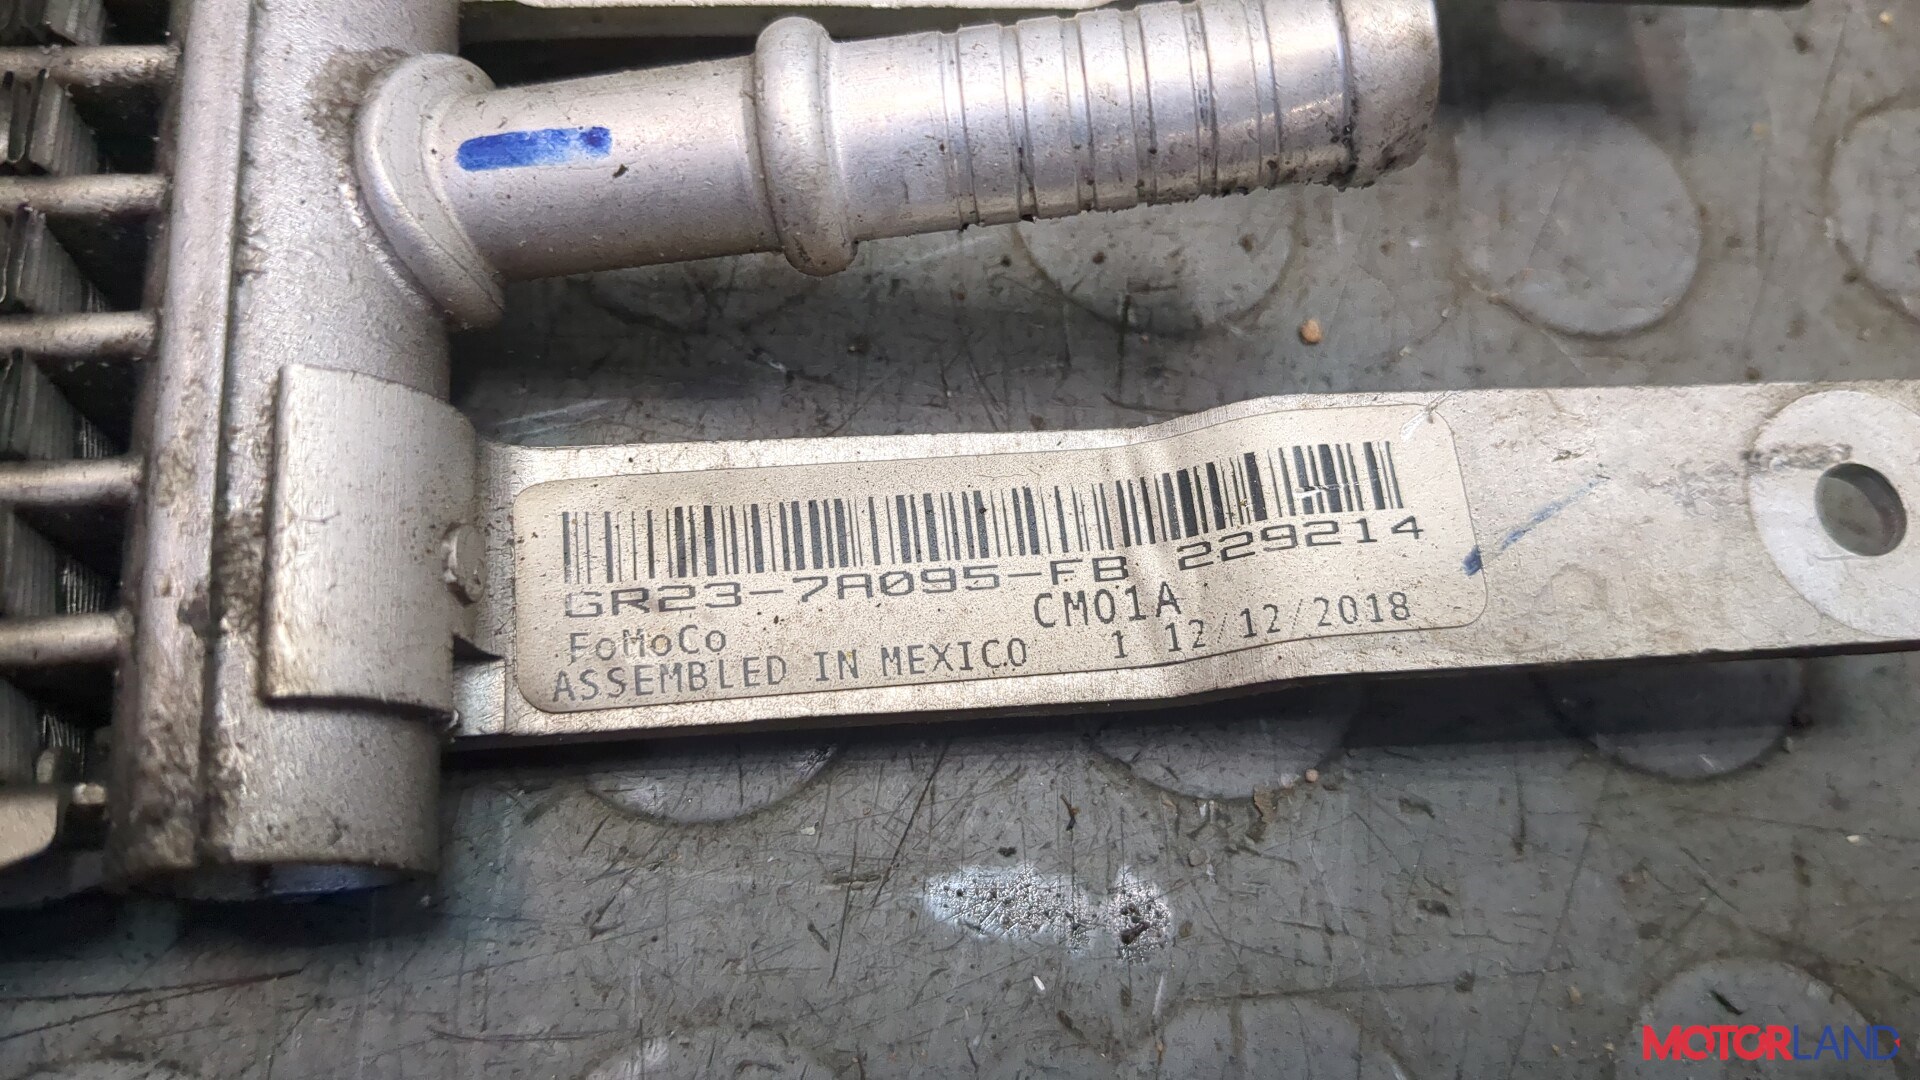 GR23-7A095-FB 229214
CM01A
FoMoCo
ASSEMBLED IN MEXICO 1 12/12/2018
MOTORLAND